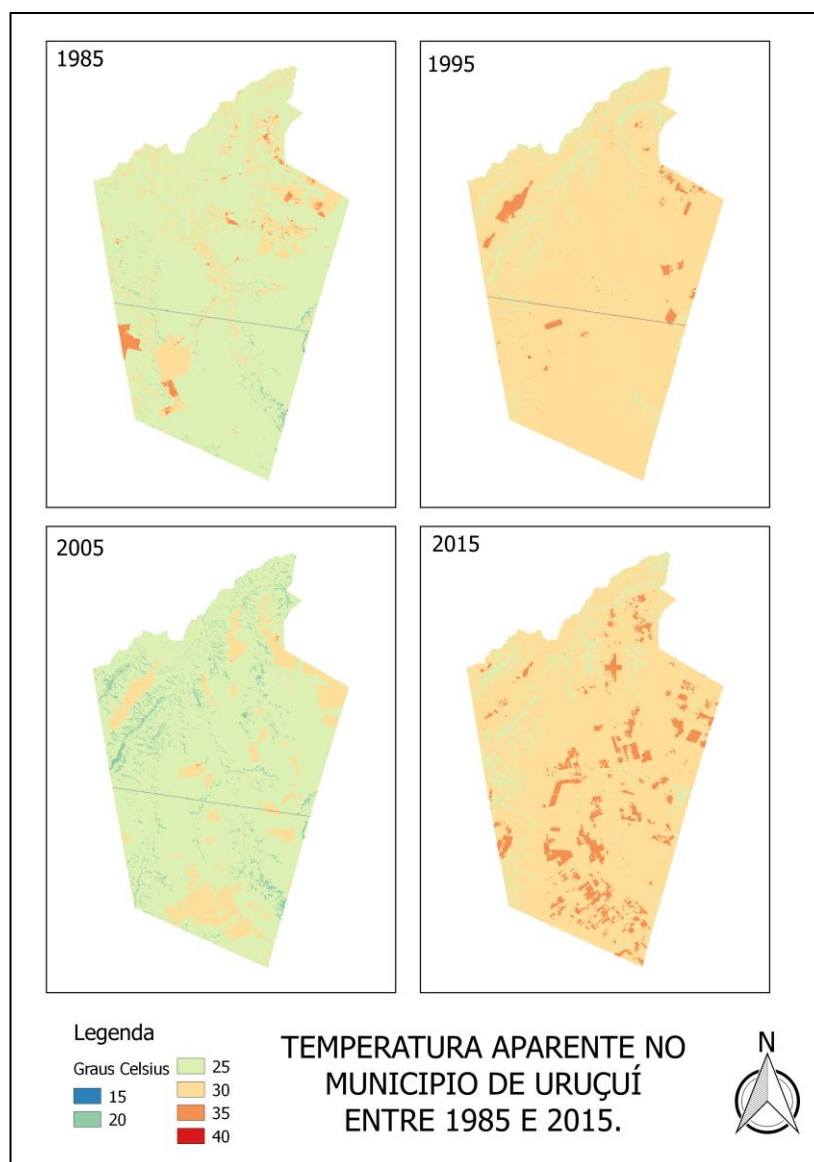 1985
1995
2005
2015
Legenda
Graus Celsius
15
20
25
30
35
40
TEMPERATURA APARENTE NO
MUNICIPIO DE URUÇUÍ
ENTRE 1985 E 2015.
N